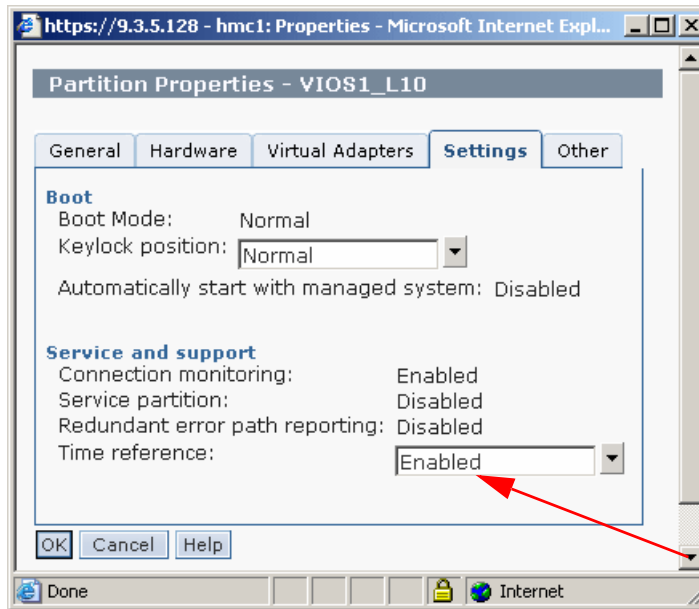 https://9.3.5.128 - hmc1: Properties - Microsoft Internet Expl...
Partition Properties - VIOS1_L10
General Hardware Virtual Adapters Settings Other
Boot
Boot Mode: Normal
Keylock position: Normal
Automatically start with managed system: Disabled
Service and support
Connection monitoring: Enabled
Service partition: Disabled
Redundant error path reporting: Disabled
Time reference: Enabled
OK Cancel Help
Done Internet